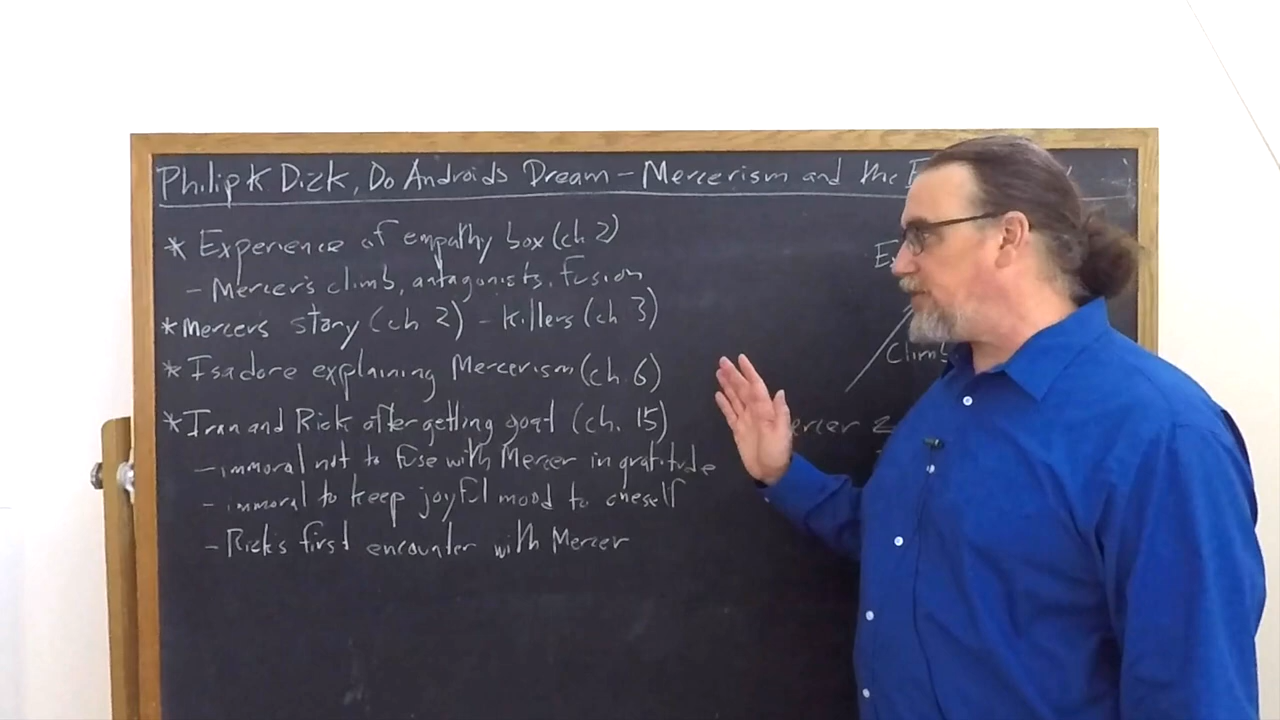 Philip K Dick, Do Androids Dream - Mercerism and the E
* Experience of empathy box (ch 2)
- Mercer's climb, antagonists, fusion
* Mercer's story (ch 2) - killers (ch 3)
* Isadore explaining Mercerism (ch. 6)
* Iran and Rick after getting goat (ch. 15)
- immoral not to fuse with Mercer in gratitude
- immoral to keep joyful mood to oneself
- Rick's first encounter with Mercer
Climb